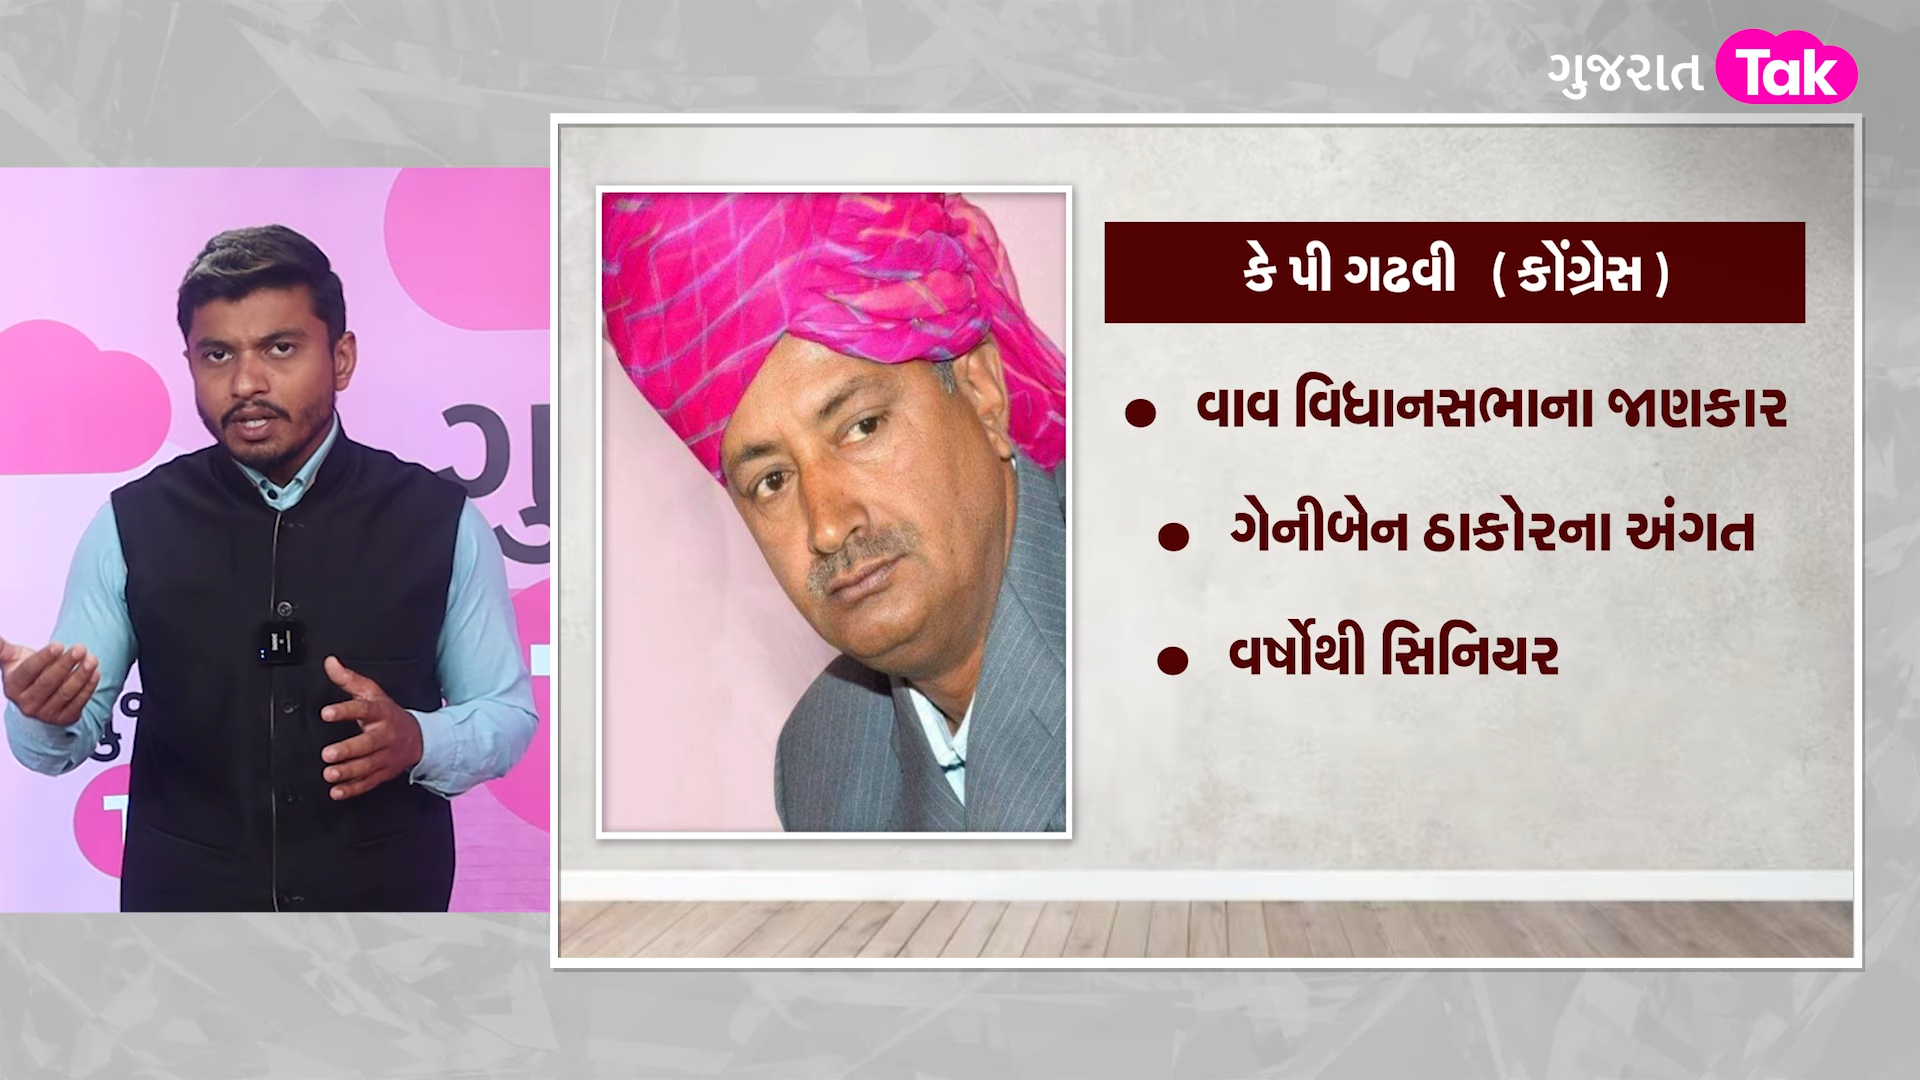 ગુજરાત Tak
કે પી ગઢવી ( કોંગ્રેસ )
• વાવ વિધાનસભાના જાણકાર
• ગેનીબેન ઠાકોરના અંગત
• વર્ષોથી સિનિયર
ગુ